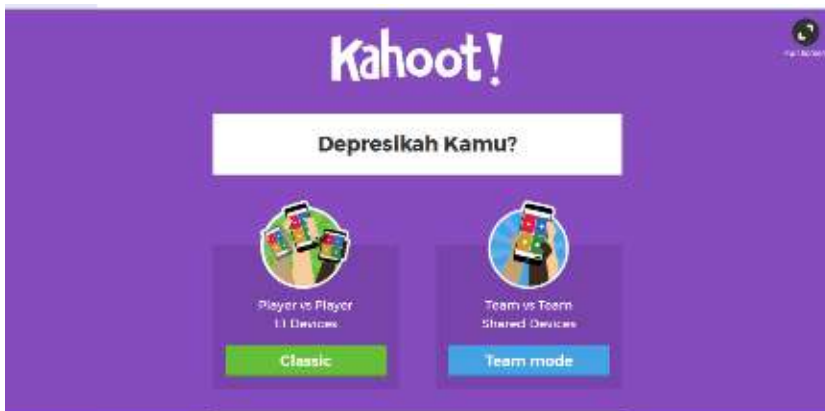 Kahoot!
Depresikah Kamu?
Player vs Player
1:1 Devices
Classic
Team vs Team
Shared Devices
Team mode